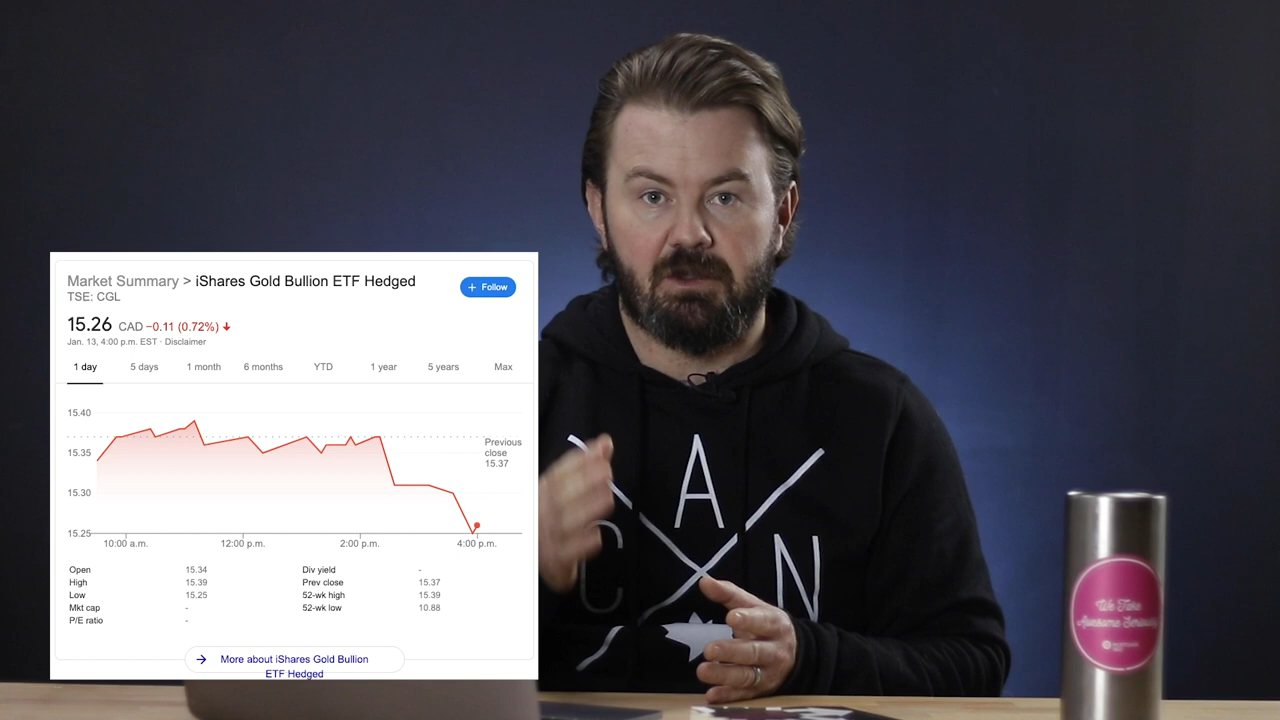 Market Summary > iShares Gold Bullion ETF Hedged
TSE: CGL
+ Follow
15.26 CAD −0.11 (0.72%) ↓
Jan. 13, 4:00 p.m. EST · Disclaimer
1 day 5 days 1 month 6 months YTD 1 year 5 years Max
15.40
15.35
15.30
15.25
Previous
close
15.37
10:00 a.m. 12:00 p.m. 2:00 p.m. 4:00 p.m.
Open 15.34 Div yield -
High 15.39 Prev close 15.37
Low 15.25 52-wk high 15.39
Mkt cap - 52-wk low 10.88
P/E ratio -
→ More about iShares Gold Bullion
ETF Hedged
A
C N
We Take
Awesome Seriously